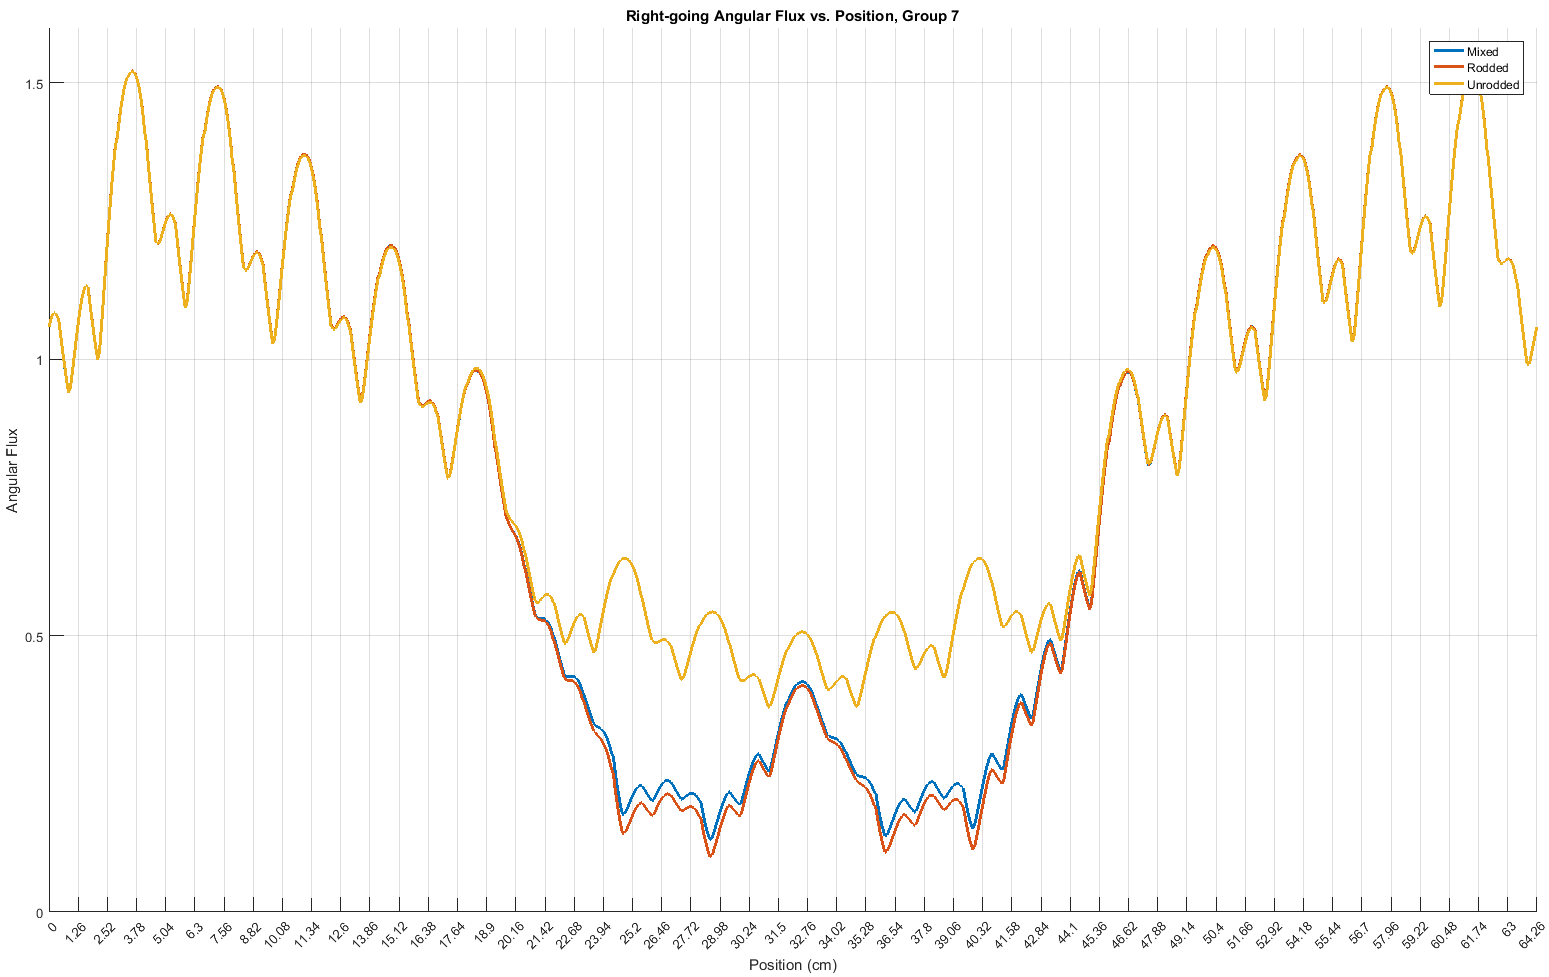 Right-going Angular Flux vs. Position, Group 7
Mixed
Rodded
Unrodded
1.5
1
0.5
0
Angular Flux
0 1.26 2.52 3.78 5.04 6.3 7.56 8.82 10.08 11.34 12.6 13.86 15.12 16.38 17.64 18.9 20.16 21.42 22.68 23.94 25.2 26.46 27.72 28.98 30.24 31.5 32.76 34.02 35.28 36.54 37.8 39.06 40.32 41.58 42.84 44.1 45.36 46.62 47.88 49.14 50.4 51.66 52.92 54.18 55.44 56.7 57.96 59.22 60.48 61.74 63 64.26
Position (cm)